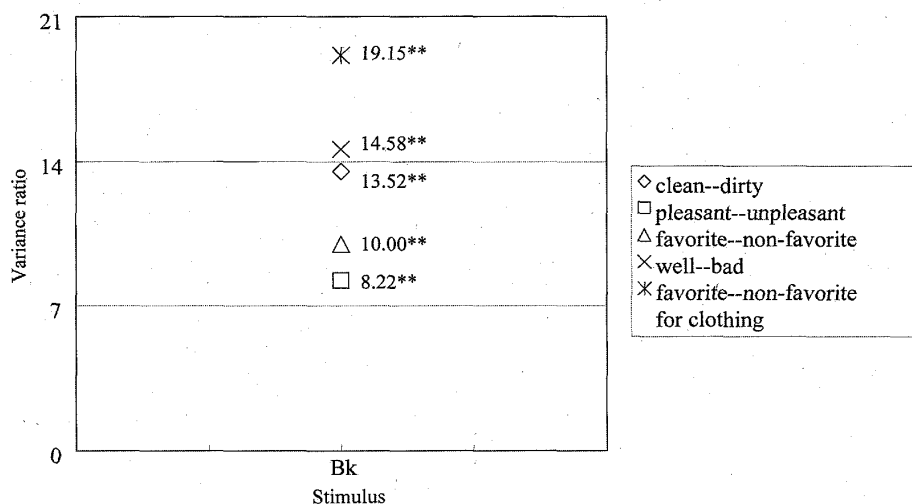 21
19.15**
14.58**
14
13.52**
10.00**
8.22**
7
0
Variance ratio
Bk
Stimulus
clean--dirty
pleasant--unpleasant
favorite--non-favorite
well--bad
favorite--non-favorite
for clothing